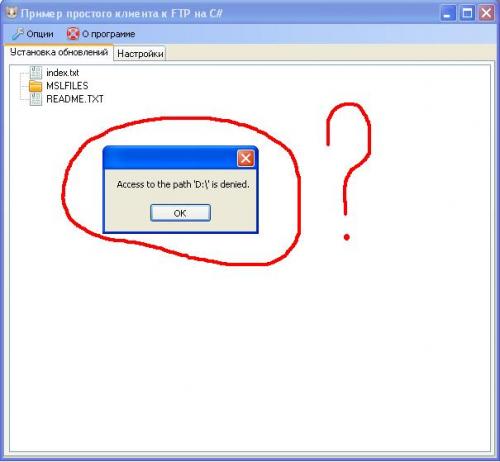 Пример простого клиента к FTP на C#
Опции О программе
Установка обновлений Настройки
index.txt
MSLFILES
README.TXT
Access to the path 'D:\' is denied.
OK
?